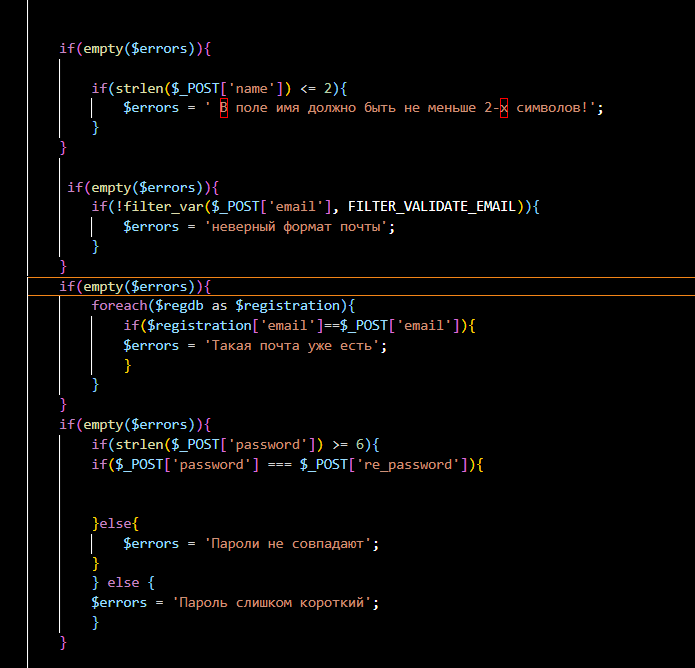 if(empty($errors)){
if(strlen($_POST['name']) <= 2){
$errors = ' В поле имя должно быть не меньше 2-х символов!';
}
}
if(empty($errors)){
if(!filter_var($_POST['email'], FILTER_VALIDATE_EMAIL)){
$errors = 'неверный формат почты';
}
}
if(empty($errors)){
foreach($regdb as $registration){
if($registration['email']==$_POST['email']){
$errors = 'Такая почта уже есть';
}
}
}
if(empty($errors)){
if(strlen($_POST['password']) >= 6){
if($_POST['password'] === $_POST['re_password']){
}else{
$errors = 'Пароли не совпадают';
}
} else {
$errors = 'Пароль слишком короткий';
}
}